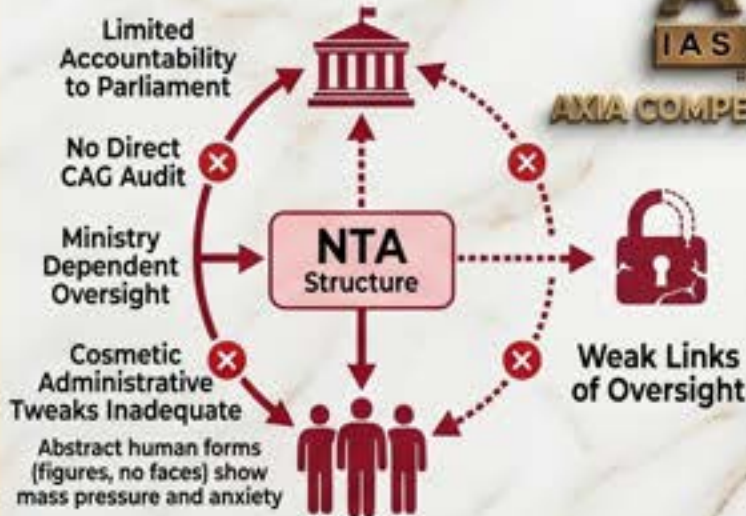 Limited
Accountability
to Parliament
IAS
AXIA COMPE
No Direct
CAG Audit
Ministry
Dependent
Oversight
NTA
Structure
Cosmetic
Administrative
Tweaks Inadequate
Weak Links
of Oversight
Abstract human forms
(figures, no faces) show
mass pressure and anxiety